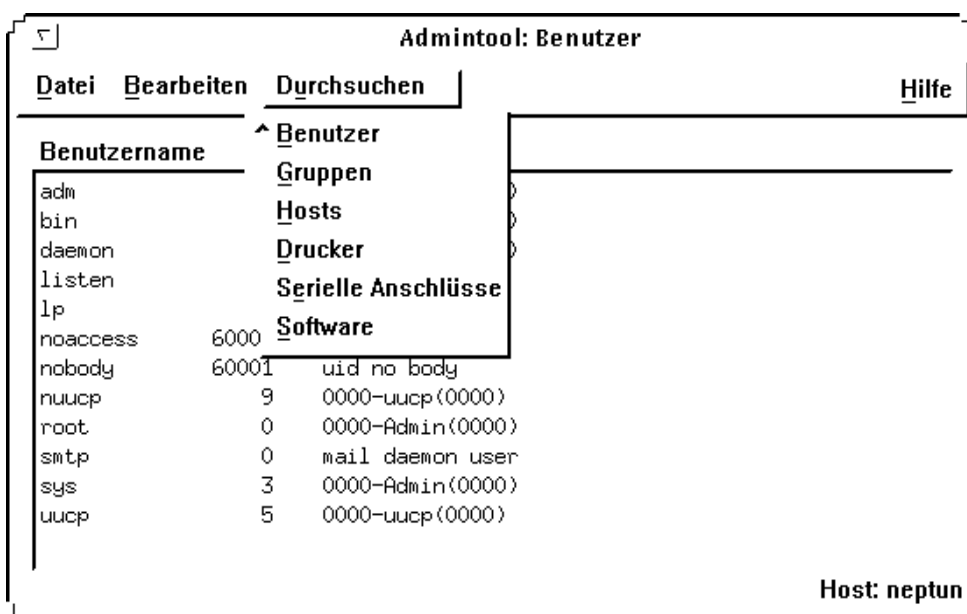 Admintool: Benutzer
Datei Bearbeiten Durchsuchen Hilfe
Benutzer
Gruppen
Hosts
Drucker
Serielle Anschlüsse
Software
Benutzername
adm
bin
daemon
listen
lp
noaccess 6000
nobody 60001 uid no body
nuucp 9 0000-uucp(0000)
root 0 0000-Admin(0000)
smtp 0 mail daemon user
sys 3 0000-Admin(0000)
uucp 5 0000-uucp(0000)
Host: neptun